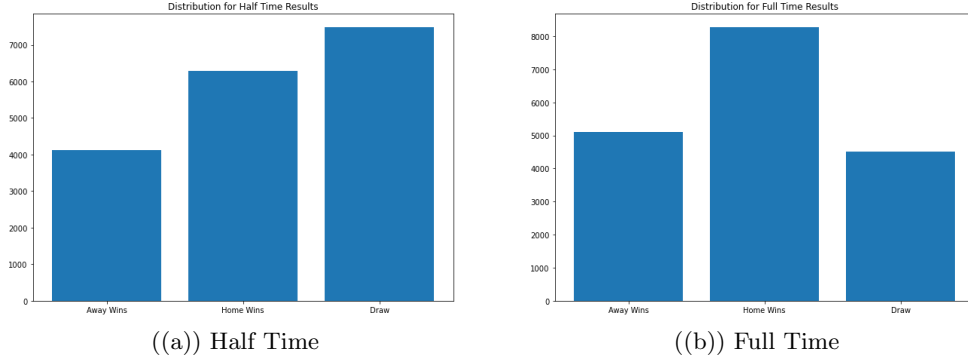 Distribution for Half Time Results
7000
6000
5000
4000
3000
2000
1000
0
Away Wins Home Wins Draw
((a)) Half Time
Distribution for Full Time Results
8000
7000
6000
5000
4000
3000
2000
1000
0
Away Wins Home Wins Draw
((b)) Full Time